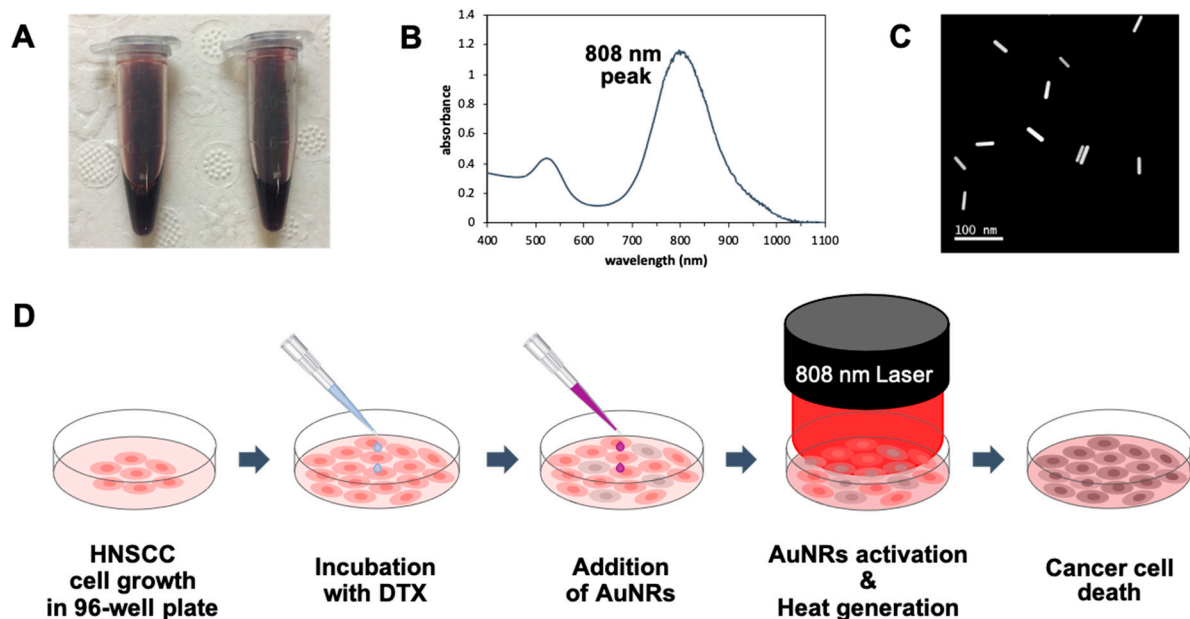 A
B
808 nm
peak
absorbance
1.4
1.2
1
0.8
0.6
0.4
0.2
0
400
500
600
700
800
900
1000
1100
wavelength (nm)
C
100 nm
D
808 nm Laser
HNSCC
cell growth
in 96-well plate
Incubation
with DTX
Addition
of AuNRs
AuNRs activation
&
Heat generation
Cancer cell
death